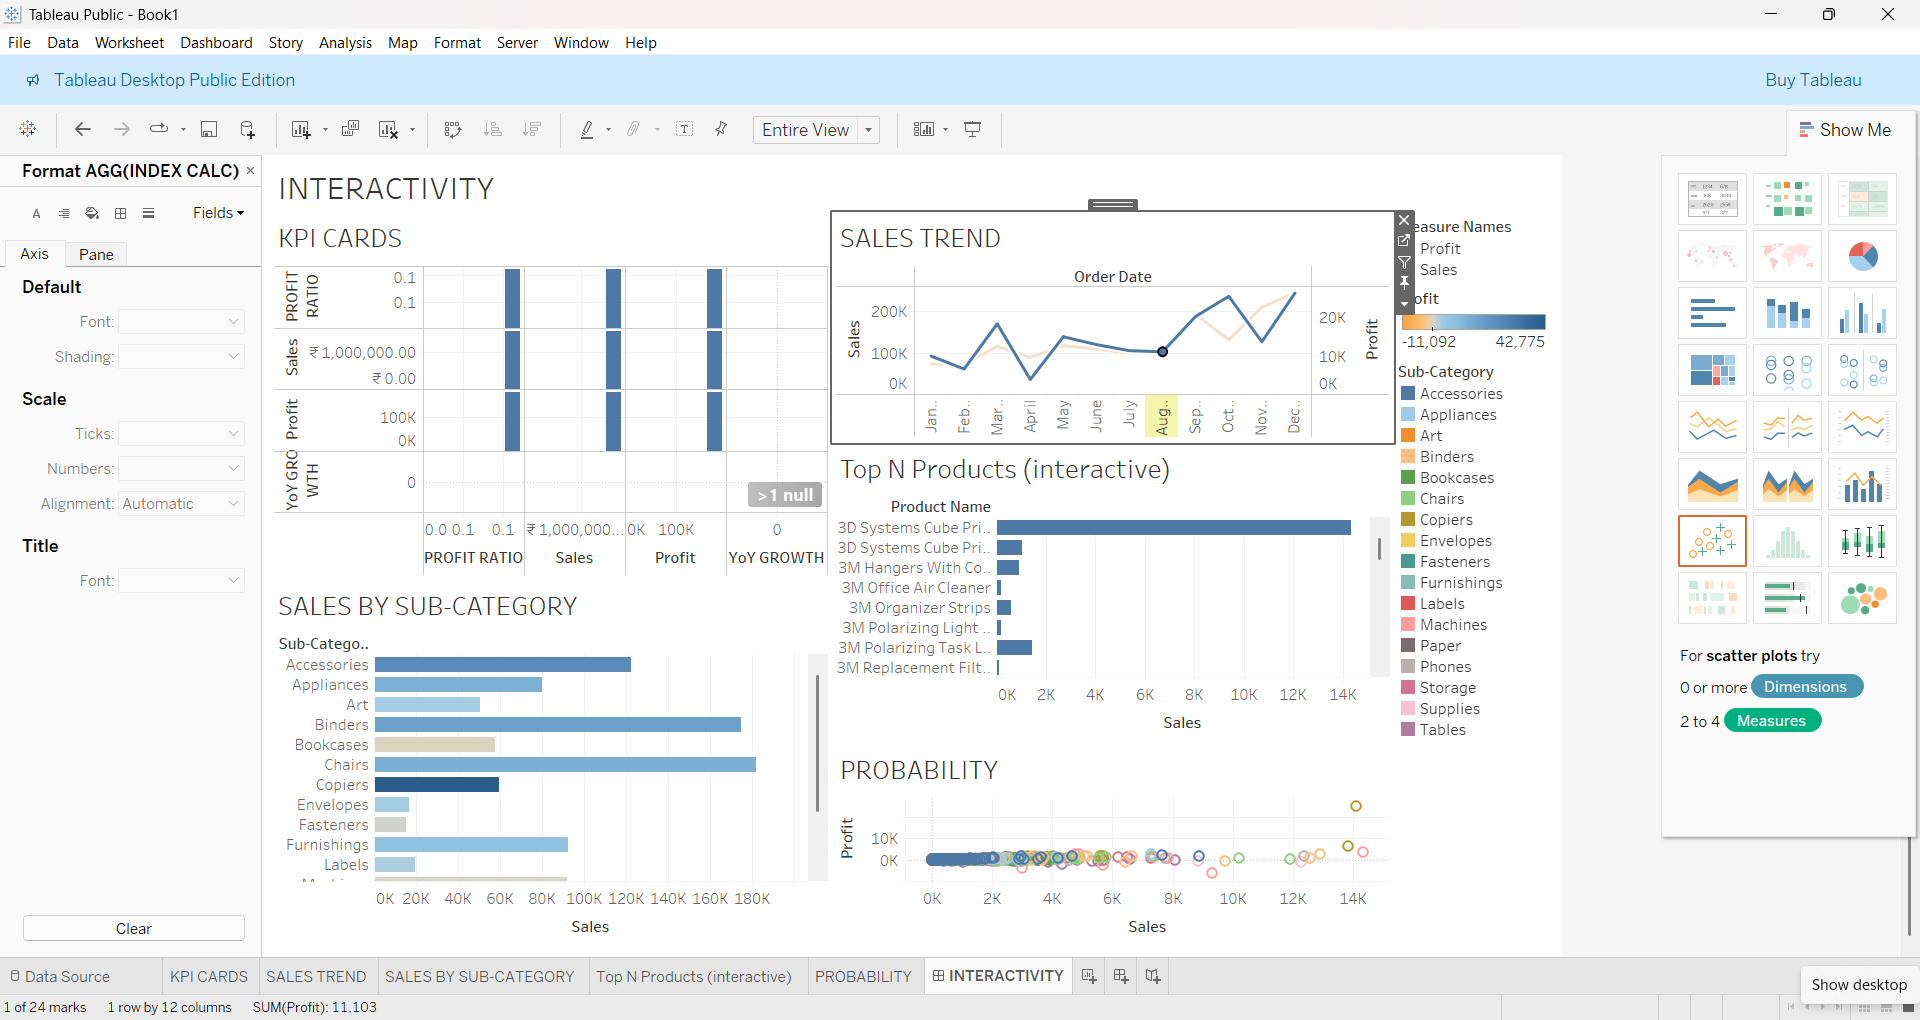 Tableau Public - Book1
File Data Worksheet Dashboard Story Analysis Map Format Server Window Help
Tableau Desktop Public Edition
Buy Tableau
Entire View
Show Me
Format AGG(INDEX CALC)
Fields
Axis Pane
Default
Font:
Shading:
Scale
Ticks:
Numbers:
Alignment: Automatic
Title
Font:
Clear
INTERACTIVITY
KPI CARDS
PROFIT
RATIO
0.1
0.1
Sales
₹1,000,000.00
₹0.00
Profit
100K
0K
YoY GRO
WTH
0
>1 null
0.0 0.1 0.1 ₹1,000,000... 0K 100K 0
PROFIT RATIO Sales Profit YoY GROWTH
SALES BY SUB-CATEGORY
Sub-Catego..
Accessories
Appliances
Art
Binders
Bookcases
Chairs
Copiers
Envelopes
Fasteners
Furnishings
Labels
0K 20K 40K 60K 80K 100K 120K 140K 160K 180K
Sales
SALES TREND
Order Date
Sales
200K
100K
0K
20K
10K
0K
Profit
Jan.. Feb.. Mar.. April May June July Aug.. Sep.. Oct.. Nov.. Dec..
Top N Products (interactive)
Product Name
3D Systems Cube Pri..
3D Systems Cube Pri..
3M Hangers With Co..
3M Office Air Cleaner
3M Organizer Strips
3M Polarizing Light ..
3M Polarizing Task L..
3M Replacement Filt..
0K 2K 4K 6K 8K 10K 12K 14K
Sales
PROBABILITY
Profit
10K
0K
0K 2K 4K 6K 8K 10K 12K 14K
Sales
easure Names
Profit
Sales
ofit
-11,092 42,775
Sub-Category
Accessories
Appliances
Art
Binders
Bookcases
Chairs
Copiers
Envelopes
Fasteners
Furnishings
Labels
Machines
Paper
Phones
Storage
Supplies
Tables
For scatter plots try
0 or more Dimensions
2 to 4 Measures
Data Source KPI CARDS SALES TREND SALES BY SUB-CATEGORY Top N Products (interactive) PROBABILITY INTERACTIVITY
Show desktop
1 of 24 marks 1 row by 12 columns SUM(Profit): 11,103